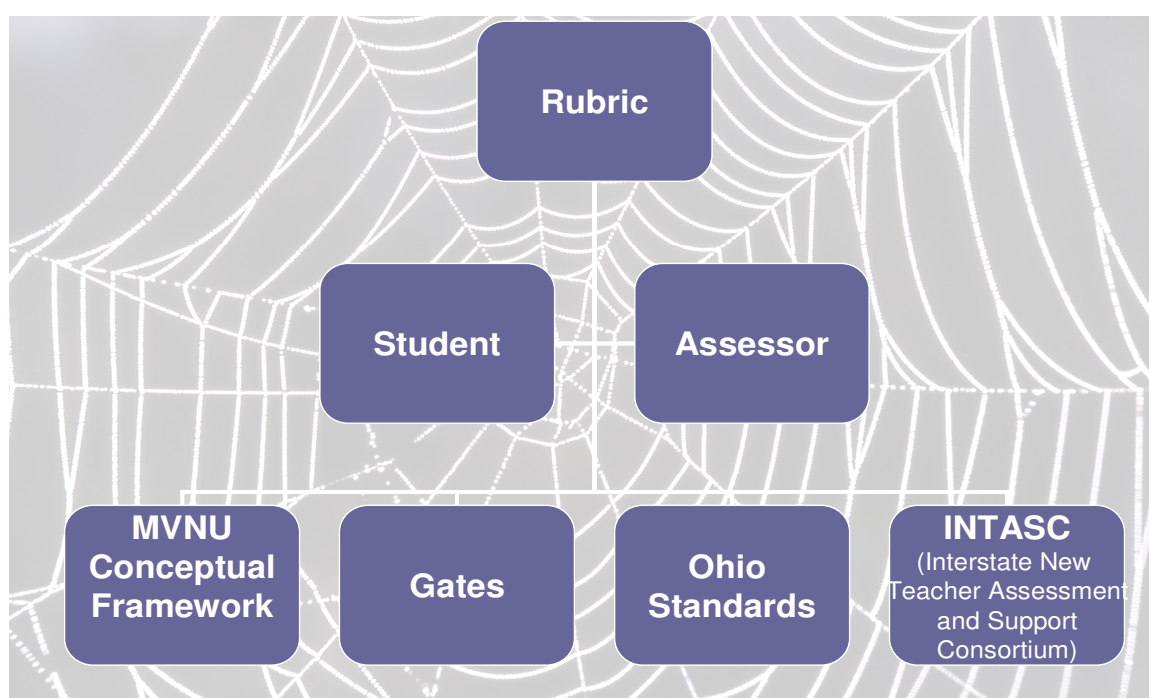 Rubric
Student
Assessor
MVNU
Conceptual
Framework
Gates
Ohio
Standards
INTASC
(Interstate New
Teacher Assessment
and Support
Consortium)